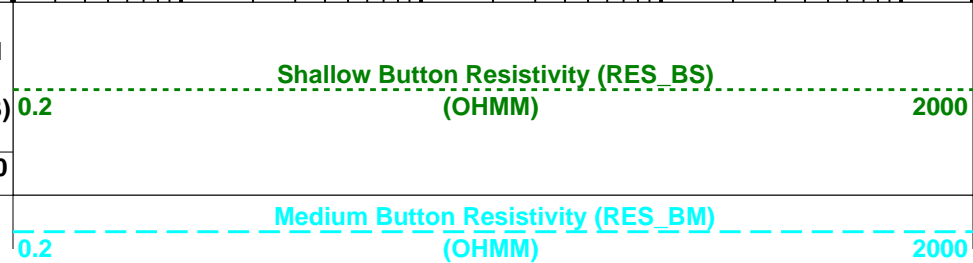 Shallow Button Resistivity (RES_BS)
0.2 (OHMM) 2000
Medium Button Resistivity (RES_BM)
0.2 (OHMM) 2000